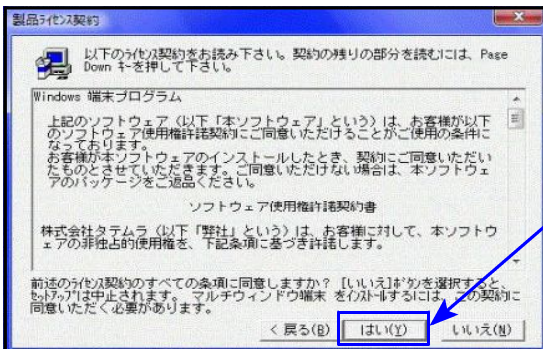 製品ﾗｲｾﾝｽ契約
以下のﾗｲｾﾝｽ契約をお読み下さい。契約の残りの部分を読むには、Page
Down ｷｰを押して下さい。
Windows 端末プログラム
上記のソフトウェア（以下「本ソフトウェア」という）は、お客様が以下
のソフトウェア使用権許諾契約にご同意いただけることがご使用の条件に
なっております。
お客様が本ソフトウェアのインストールしたとき、契約にご同意いただい
たものとさせていただきます。ご同意いただけない場合は、本ソフトウェ
アのパッケージをご返品ください。
ソフトウェア使用権許諾契約書
株式会社タテムラ（以下「弊社」という）は、お客様に対して、本ソフトウ
ェアの非独占的使用権を、下記条項に基づき許諾します。
前述のﾗｲｾﾝｽ契約のすべての条項に同意しますか？ ［いいえ］ﾎﾞﾀﾝを選択すると、
ｾｯﾄｱｯﾌﾟは中止されます。 マルチウィンドウ端末 をｲﾝｽﾄｰﾙするには、この契約に
同意いただく必要があります。
< 戻る(B)
はい(Y)
いいえ(N)